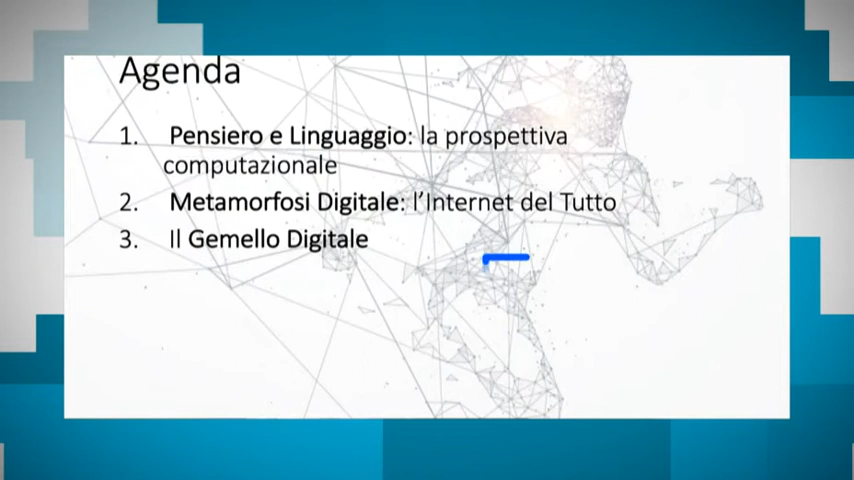 Agenda
1. Pensiero e Linguaggio: la prospettiva
computazionale
2. Metamorfosi Digitale: l'Internet del Tutto
3. Il Gemello Digitale